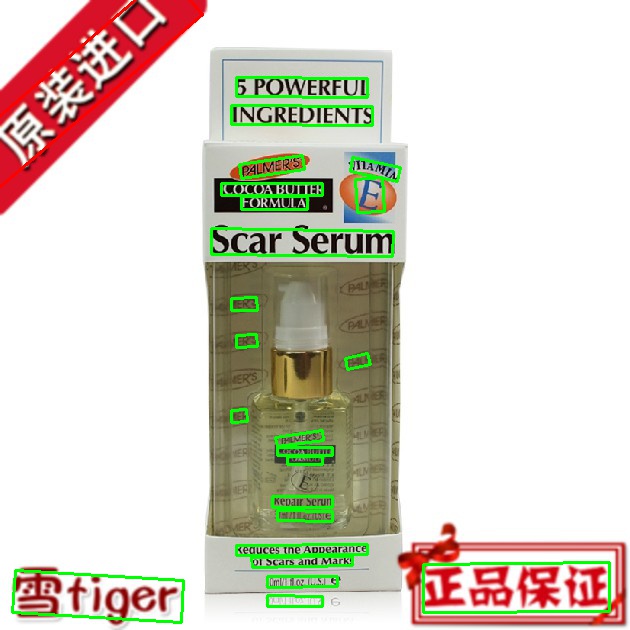 原装进口
5 POWERFUL
INGREDIENTS
PALMER'S
COCOA BUTTER
FORMULA
VITAMIN
E
Scar Serum
PALMER'S
COCOA BUTTER
FORMULA
E
Repair Serum
Reduces the Appearance
of Scars and Marks
雪tiger
正品保证